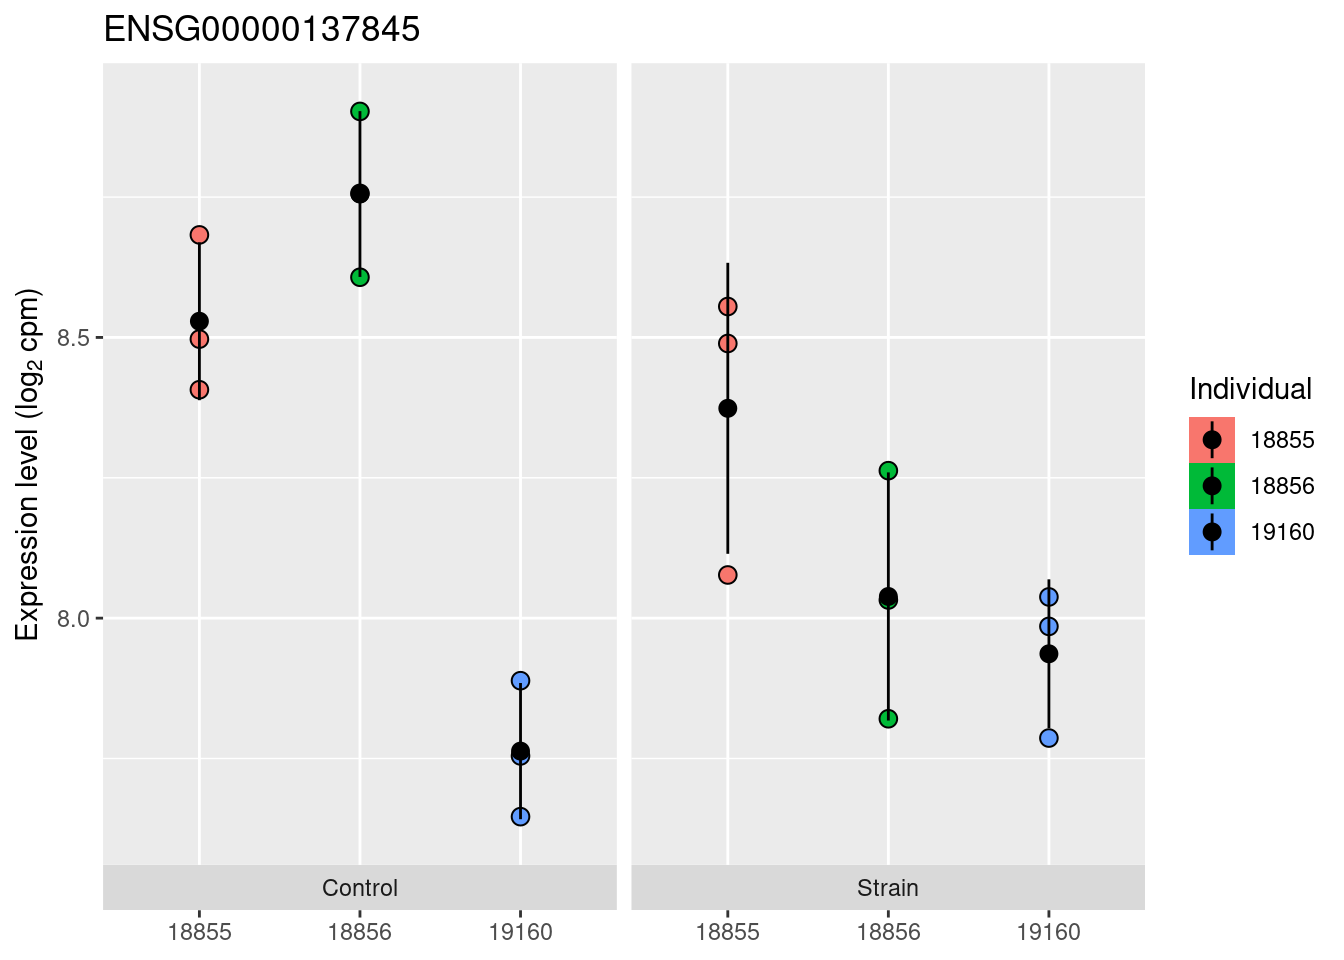 ENSG00000137845
Expression level (log2 cpm)
8.5
8.0
Control
Strain
18855
18856
19160
18855
18856
19160
Individual
18855
18856
19160